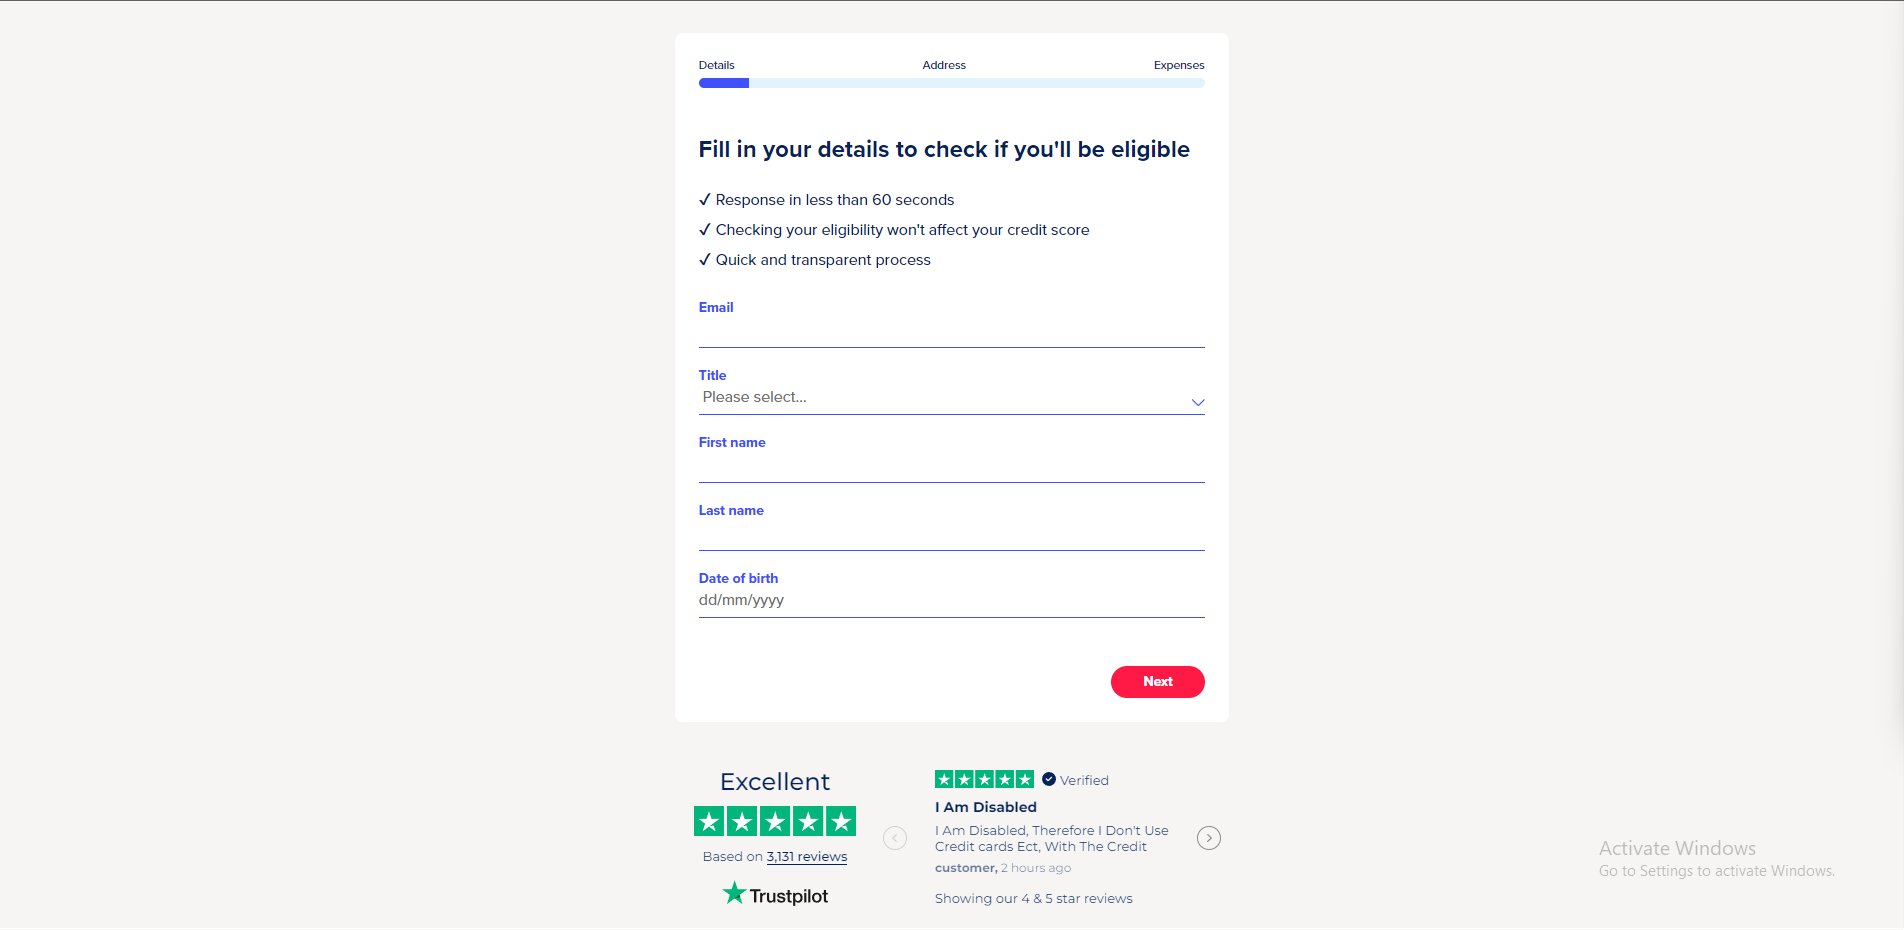 Details Address Expenses
Fill in your details to check if you'll be eligible
✓ Response in less than 60 seconds
✓ Checking your eligibility won't affect your credit score
✓ Quick and transparent process
Email
Title
Please select...
First name
Last name
Date of birth
dd/mm/yyyy
Next
Excellent
Based on 3,131 reviews
Trustpilot
Verified
I Am Disabled
I Am Disabled, Therefore I Don't Use
Credit cards Ect, With The Credit
customer, 2 hours ago
Showing our 4 & 5 star reviews
Activate Windows
Go to Settings to activate Windows.